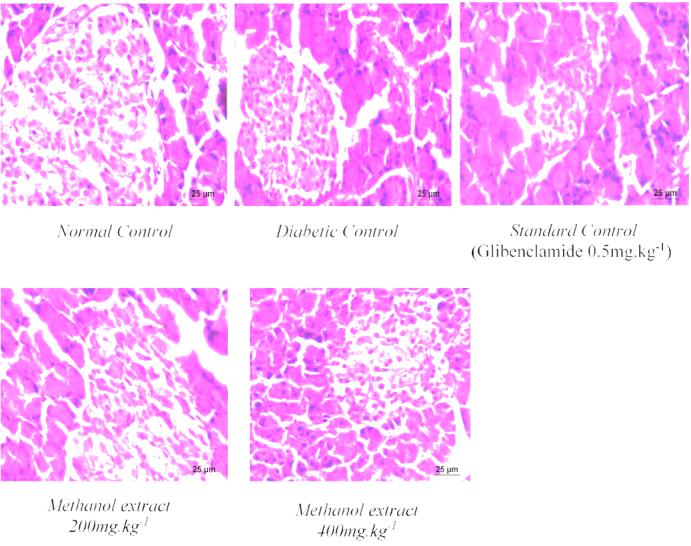 25 µm
25 µm
25 µm
Normal Control
Diabetic Control
Standard Control
(Glibenclamide 0.5mg.kg-1)
25 µm
25 µm
Methanol extract
200mg.kg-1
Methanol extract
400mg.kg-1